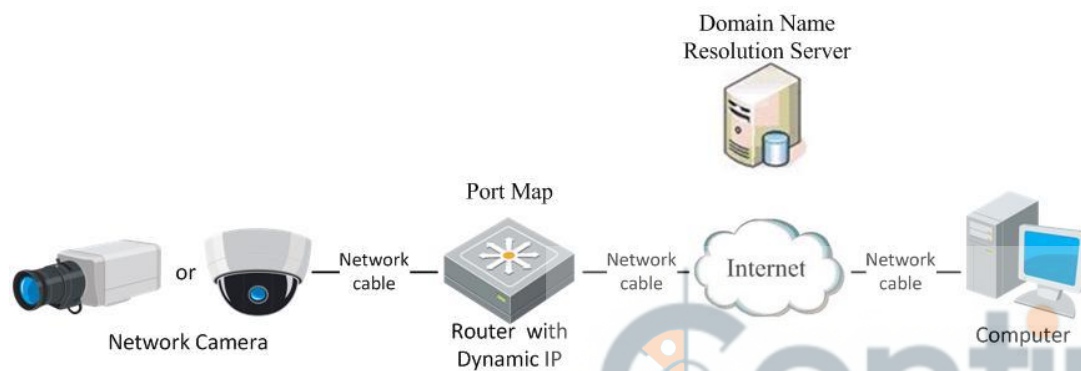 Domain Name
Resolution Server
Port Map
or
Network
cable
Network
cable
Internet
Network
cable
Network Camera
Router with
Dynamic IP
Computer